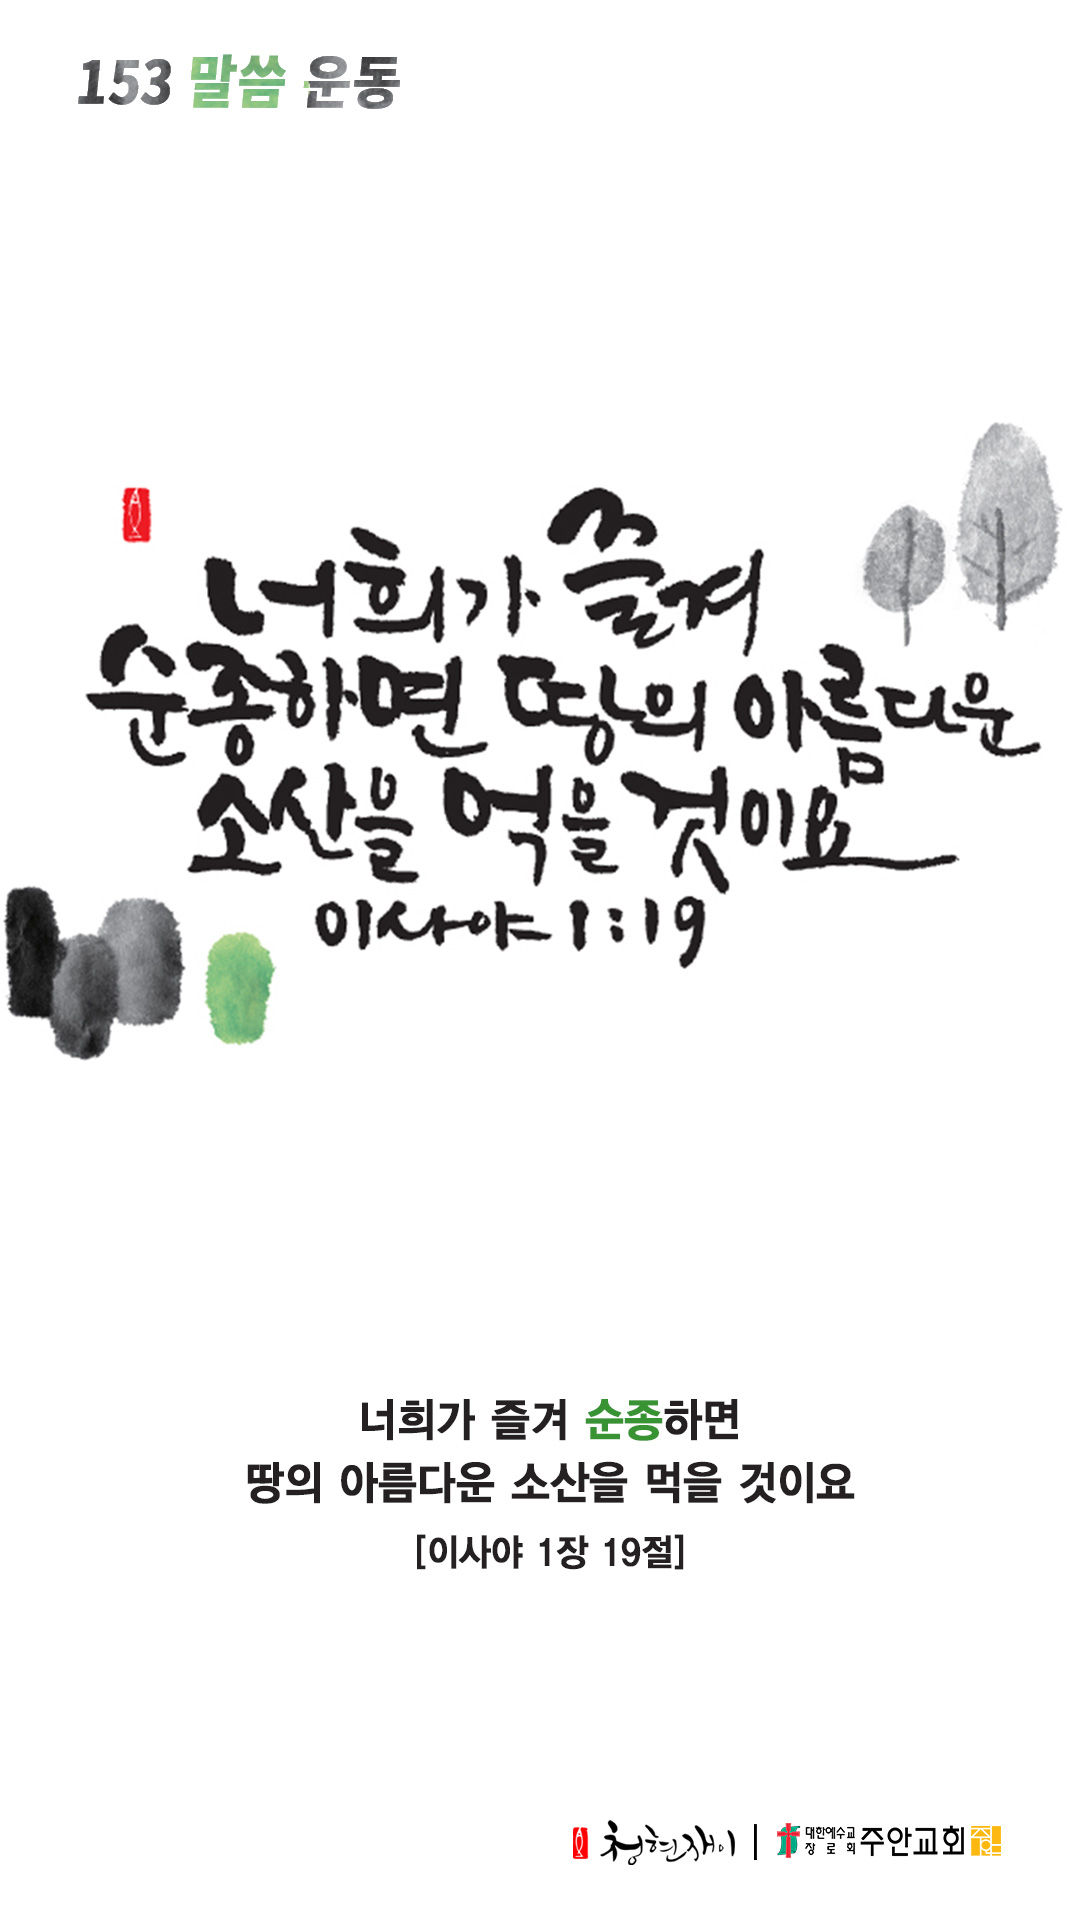 153 말씀 운동
너희가 즐겨
순종하면 땅의 아름다운
소산을 먹을 것이요
이사야 1:19
너희가 즐겨 순종하면
땅의 아름다운 소산을 먹을 것이요
[이사야 1장 19절]
청현재이 | 대한예수교 장로회 주안교회